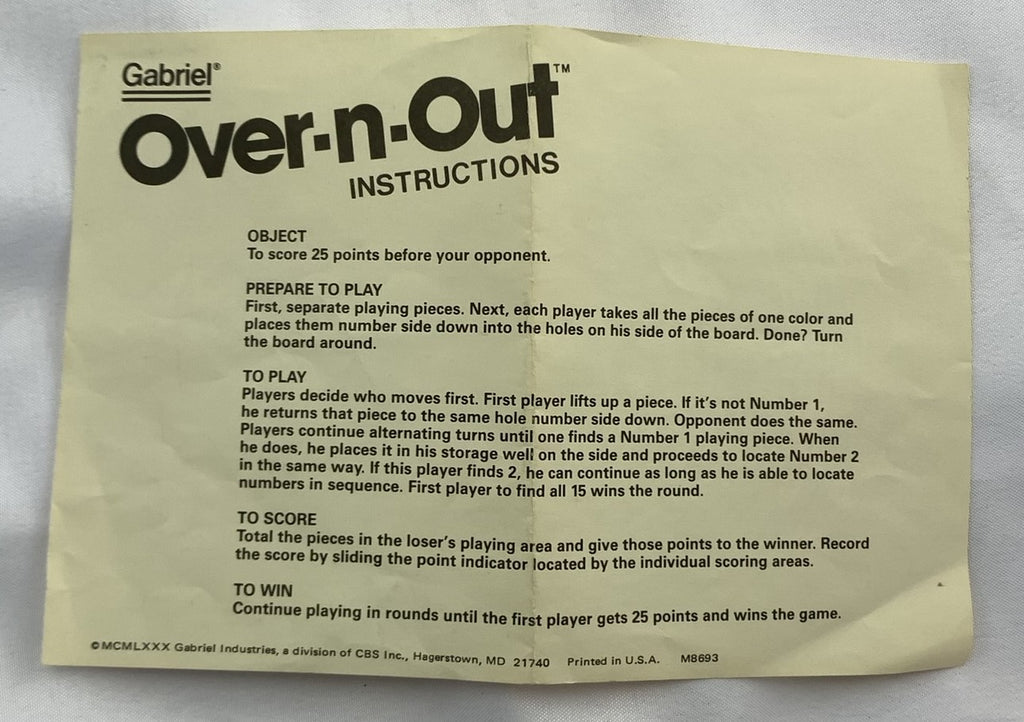 Gabriel®
Over-n-Out™
INSTRUCTIONS
OBJECT
To score 25 points before your opponent.
PREPARE TO PLAY
First, separate playing pieces. Next, each player takes all the pieces of one color and
places them number side down into the holes on his side of the board. Done? Turn
the board around.
TO PLAY
Players decide who moves first. First player lifts up a piece. If it's not Number 1,
he returns that piece to the same hole number side down. Opponent does the same.
Players continue alternating turns until one finds a Number 1 playing piece. When
he does, he places it in his storage well on the side and proceeds to locate Number 2
in the same way. If this player finds 2, he can continue as long as he is able to locate
numbers in sequence. First player to find all 15 wins the round.
TO SCORE
Total the pieces in the loser's playing area and give those points to the winner. Record
the score by sliding the point indicator located by the individual scoring areas.
TO WIN
Continue playing in rounds until the first player gets 25 points and wins the game.
©MCMLXXX Gabriel Industries, a division of CBS Inc., Hagerstown, MD 21740 Printed in U.S.A. M8693